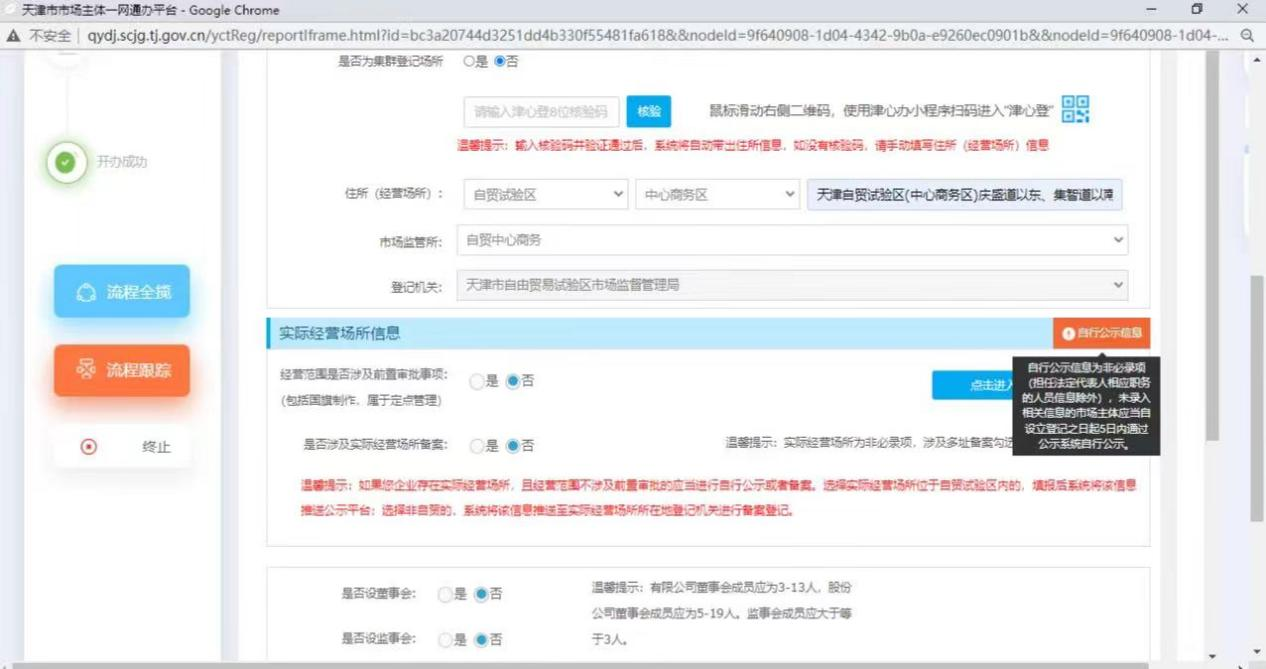 天津市市场主体一网通办平台 - Google Chrome
不安全 | qydj.scjg.tj.gov.cn/yctReg/reportIframe.html?id=bc3a20744d3251dd4b330f55481fa618&&nodeId=9f640908-1d04-4342-9b0a-e9260ec0901b&&nodeId=9f640908-1d04-...
是否为集群登记场所 是 否
请输入津心登8位核验码 核验 鼠标滑动右侧二维码，使用津心办小程序扫码进入"津心登"
温馨提示：输入核验码并验证通过后，系统将自动带出住所信息，如没有核验码，请手动填写住所（经营场所）信息
开办成功
住所（经营场所）： 自贸试验区 中心商务区 天津自贸试验区(中心商务区)庆盛道以东、集智道以南
市场监管所: 自贸中心商务
登记机关: 天津市自由贸易试验区市场监督管理局
流程全揽
流程跟踪
终止
实际经营场所信息 自行公示信息
自行公示信息为非必录项
（担任法定代表人相应职务
的人员信息除外），未录入
相关信息的市场主体应当自
设立登记之日起5日内通过
公示系统自行公示。
经营范围是否涉及前置审批事项: 是 否 点击进入
(包括国旗制作、属于定点管理)
是否涉及实际经营场所备案: 是 否 温馨提示：实际经营场所为非必录项，涉及多址备案勾选
温馨提示：如果您企业存在实际经营场所，且经营范围不涉及前置审批的应当进行自行公示或者备案。选择实际经营场所位于自贸试验区内的，填报后系统将该信息
推送公示平台；选择非自贸的，系统将该信息推送至实际经营场所所在地登记机关进行备案登记。
是否设董事会: 是 否 温馨提示：有限公司董事会成员应为3-13人，股份
公司董事会成员应为5-19人。监事会成员应大于等
是否设监事会: 是 否 于3人。